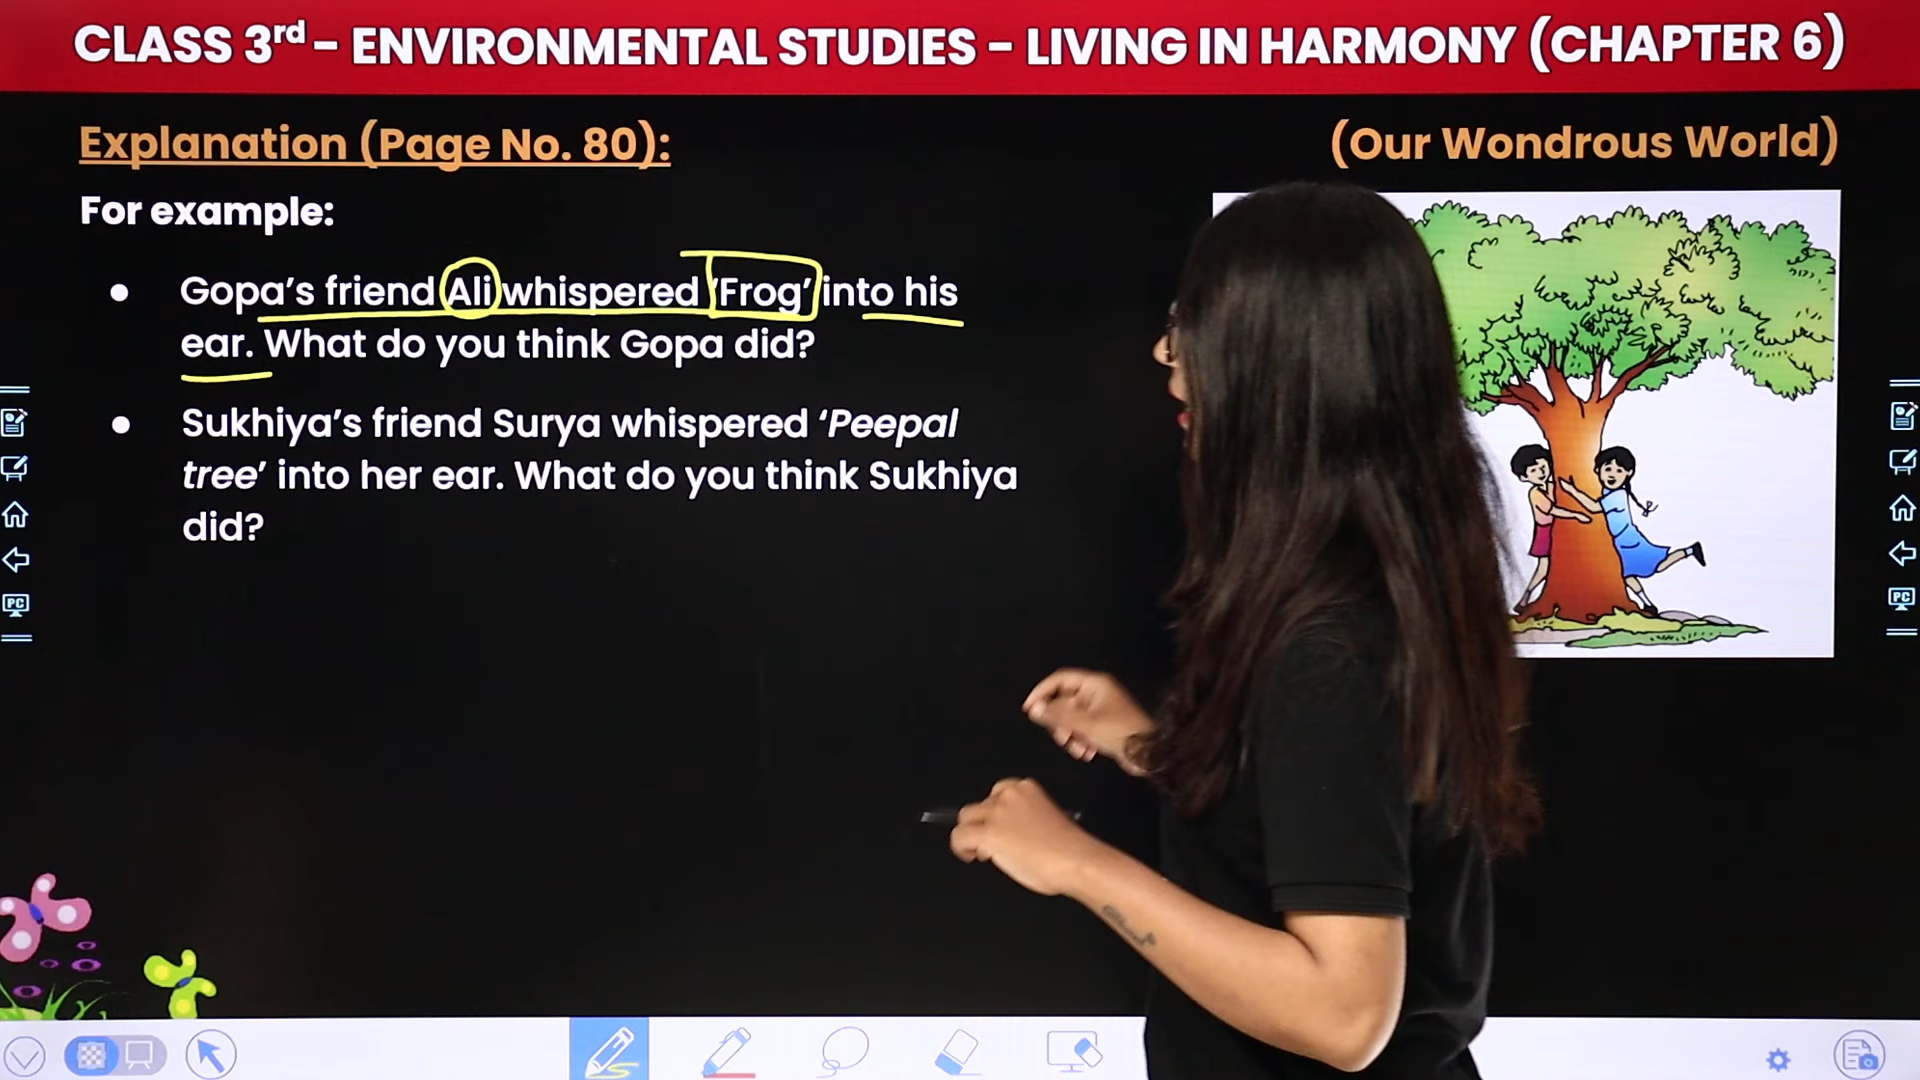 CLASS 3rd - ENVIRONMENTAL STUDIES - LIVING IN HARMONY (CHAPTER 6)
Explanation (Page No. 80):
(Our Wondrous World)
For example:
● Gopa's friend Ali whispered 'Frog' into his
ear. What do you think Gopa did?
● Sukhiya's friend Surya whispered 'Peepal
tree' into her ear. What do you think Sukhiya
did?
PC
PC